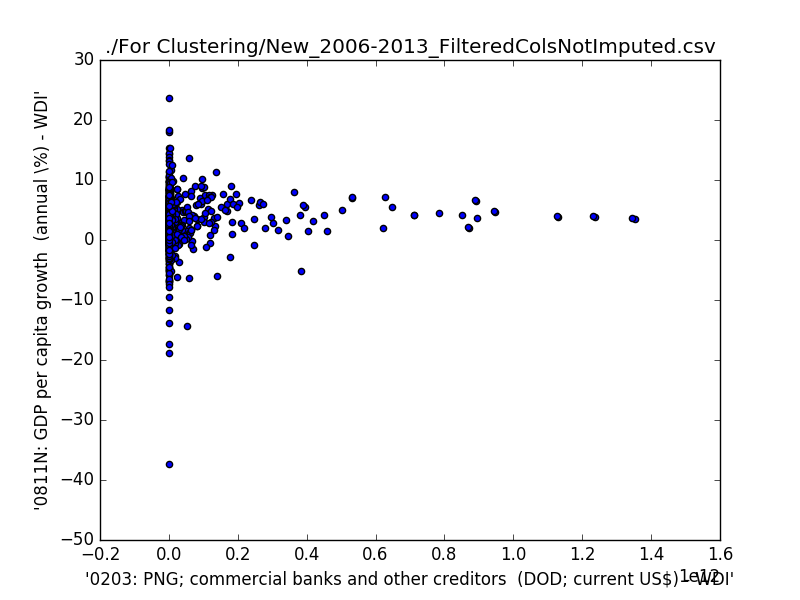 ./For Clustering/New_2006-2013_FilteredColsNotImputed.csv
30
20
10
0
−10
−20
−30
−40
−50
'0811N: GDP per capita growth  (annual \%) - WDI'
−0.2 0.0 0.2 0.4 0.6 0.8 1.0 1.2 1.4 1.6
1e12
'0203: PNG; commercial banks and other creditors  (DOD; current US$) - WDI'